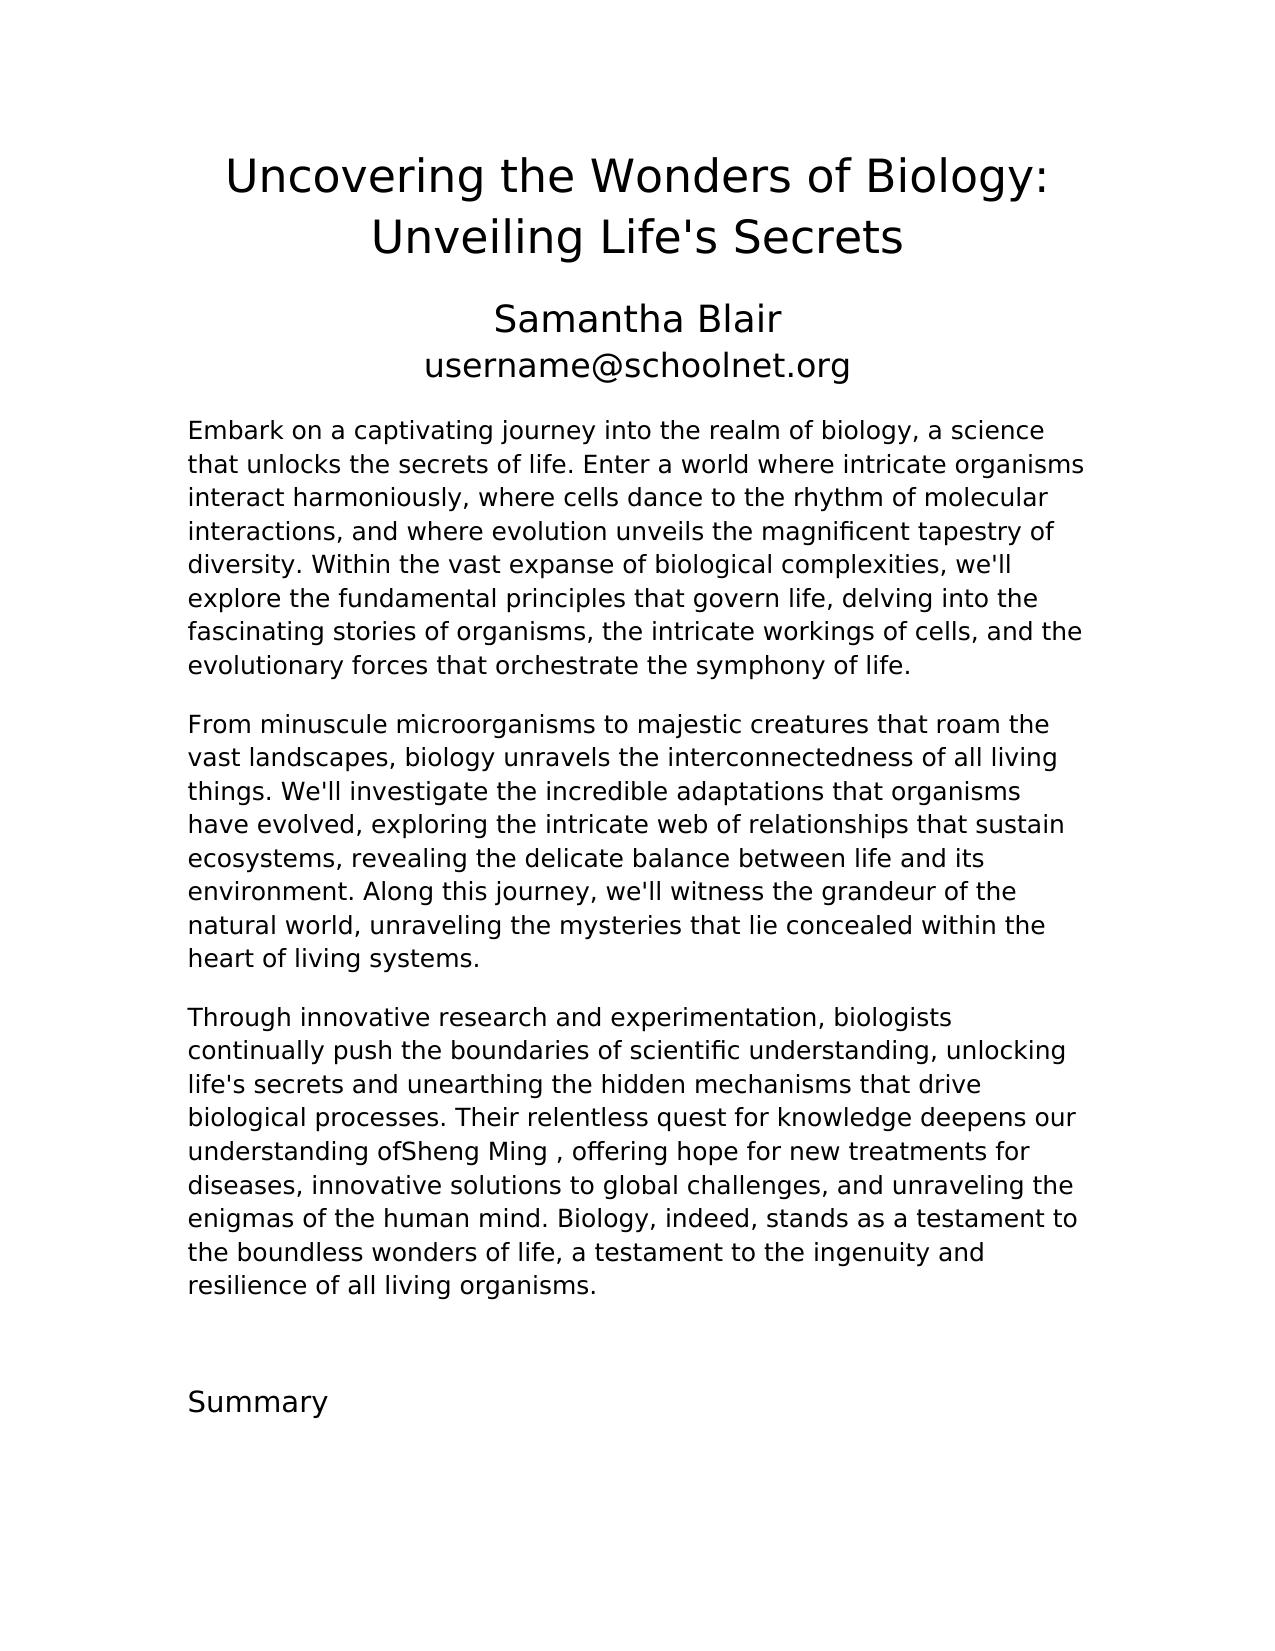 Uncovering the Wonders of Biology:
Unveiling Life's Secrets
Samantha Blair
username@schoolnet.org
Embark on a captivating journey into the realm of biology, a science
that unlocks the secrets of life. Enter a world where intricate organisms
interact harmoniously, where cells dance to the rhythm of molecular
interactions, and where evolution unveils the magnificent tapestry of
diversity. Within the vast expanse of biological complexities, we'll
explore the fundamental principles that govern life, delving into the
fascinating stories of organisms, the intricate workings of cells, and the
evolutionary forces that orchestrate the symphony of life.
From minuscule microorganisms to majestic creatures that roam the
vast landscapes, biology unravels the interconnectedness of all living
things. We'll investigate the incredible adaptations that organisms
have evolved, exploring the intricate web of relationships that sustain
ecosystems, revealing the delicate balance between life and its
environment. Along this journey, we'll witness the grandeur of the
natural world, unraveling the mysteries that lie concealed within the
heart of living systems.
Through innovative research and experimentation, biologists
continually push the boundaries of scientific understanding, unlocking
life's secrets and unearthing the hidden mechanisms that drive
biological processes. Their relentless quest for knowledge deepens our
understanding ofSheng Ming , offering hope for new treatments for
diseases, innovative solutions to global challenges, and unraveling the
enigmas of the human mind. Biology, indeed, stands as a testament to
the boundless wonders of life, a testament to the ingenuity and
resilience of all living organisms.
Summary